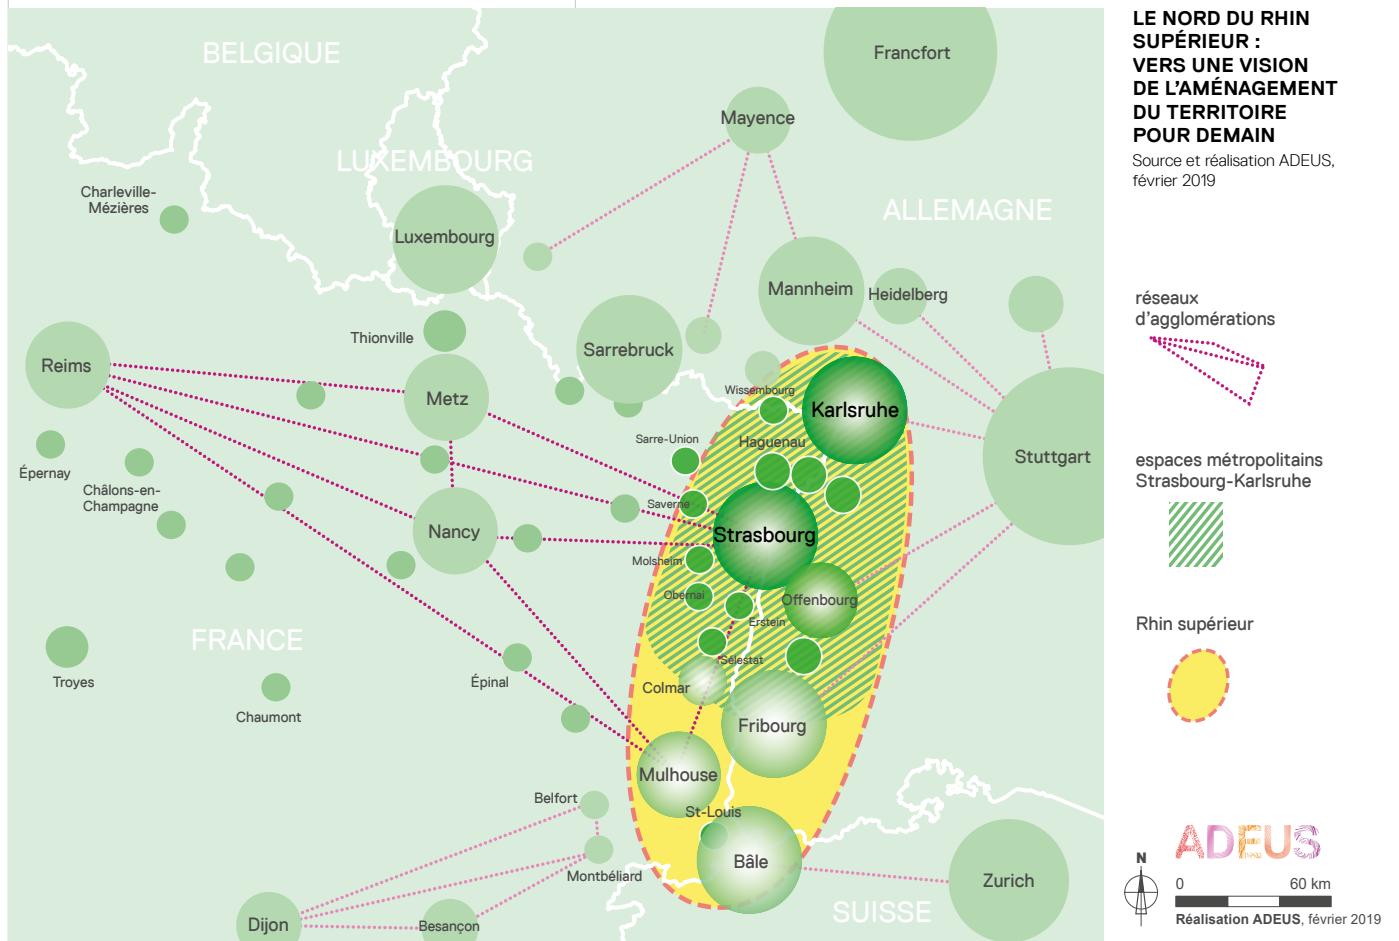 LE NORD DU RHIN
SUPÉRIEUR :
VERS UNE VISION
DE L'AMÉNAGEMENT
DU TERRITOIRE
POUR DEMAIN
Source et réalisation ADEUS,
février 2019
réseaux
d'agglomérations
espaces métropolitains
Strasbourg-Karlsruhe
Rhin supérieur
ADEUS
N
0 60 km
Réalisation ADEUS, février 2019
BELGIQUE
Francfort
Mayence
LUXEMBOURG
Charleville-
Mézières
ALLEMAGNE
Luxembourg
Mannheim
Heidelberg
Thionville
Sarrebruck
Reims
Wissembourg
Metz
Karlsruhe
Sarre-Union
Haguenau
Stuttgart
Épernay
Châlons-en-
Champagne
Saverne
Nancy
Strasbourg
Molsheim
Obernai
Offenbourg
Erstein
FRANCE
Sélestat
Troyes
Épinal
Colmar
Chaumont
Fribourg
Mulhouse
Belfort
St-Louis
Bâle
Montbéliard
Zurich
SUISSE
Dijon
Besançon